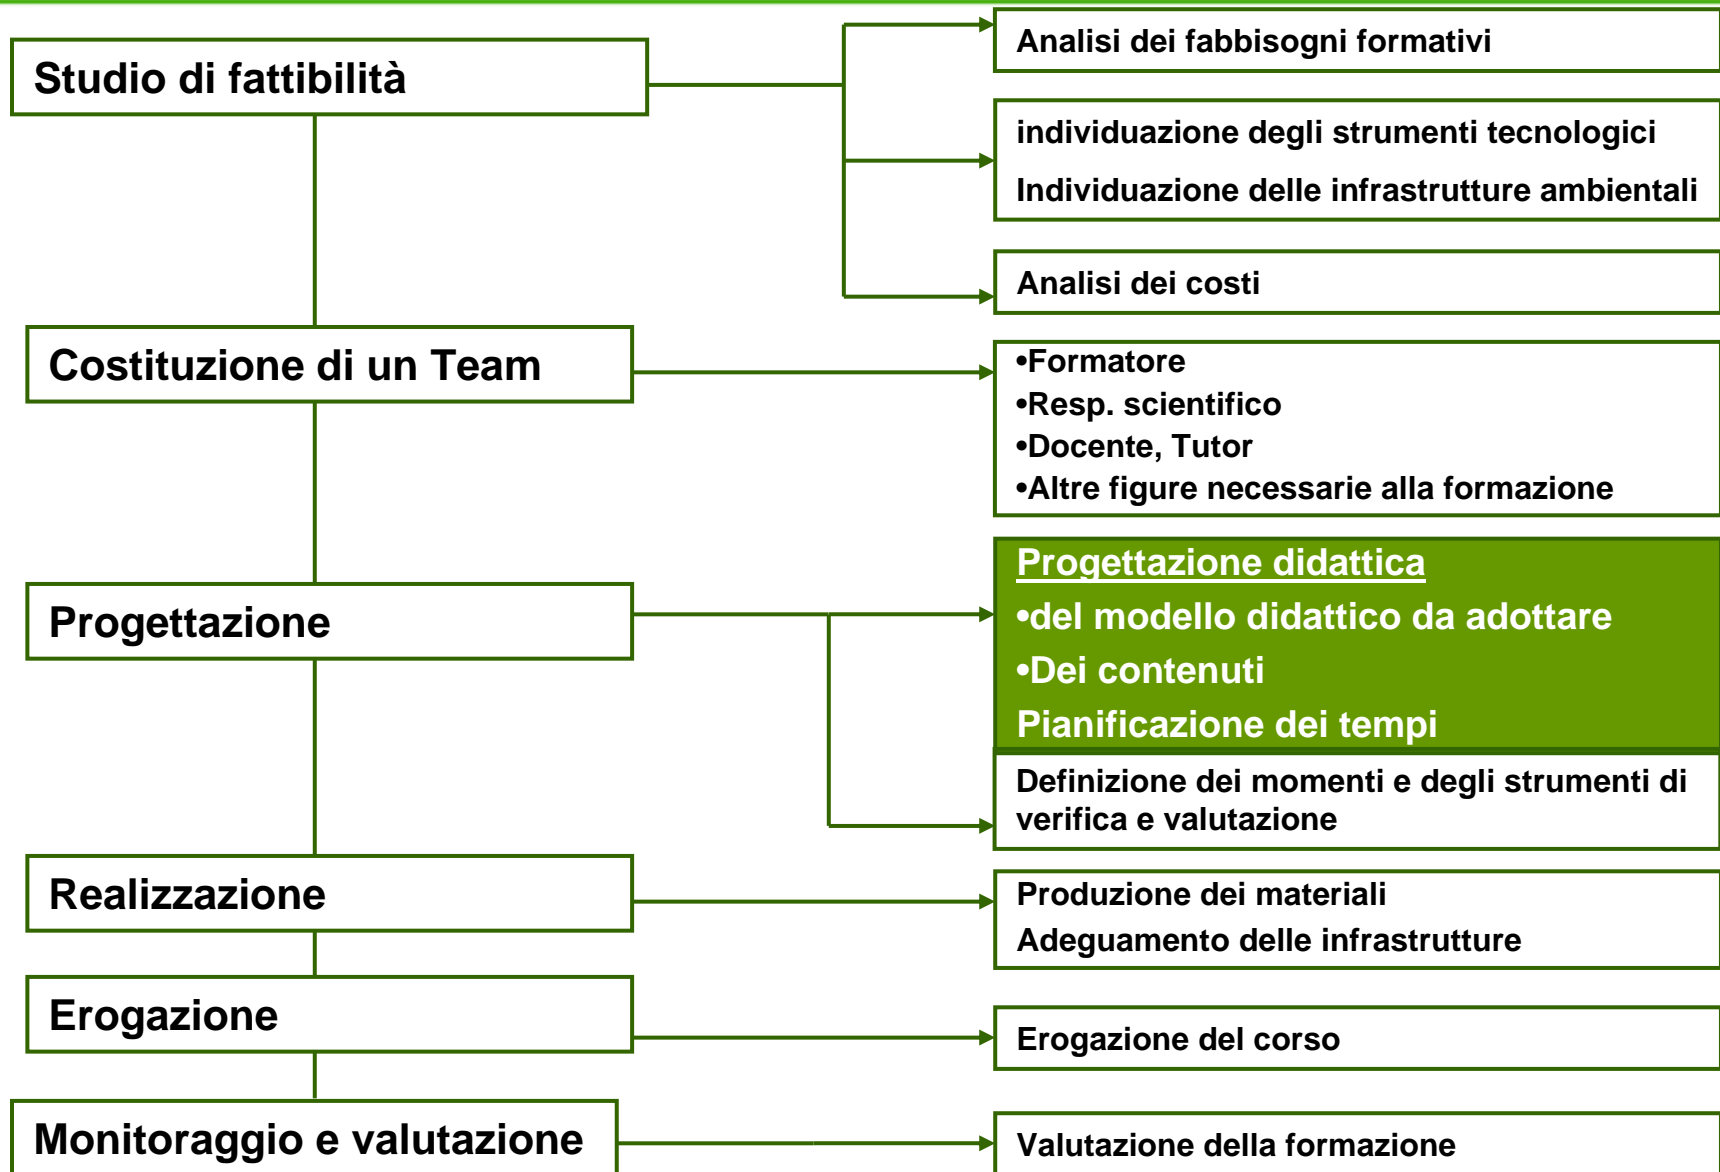 Studio di fattibilità
Analisi dei fabbisogni formativi
individuazione degli strumenti tecnologici
Individuazione delle infrastrutture ambientali
Analisi dei costi
Costituzione di un Team
•Formatore
•Resp. scientifico
•Docente, Tutor
•Altre figure necessarie alla formazione
Progettazione
Progettazione didattica
•del modello didattico da adottare
•Dei contenuti
Pianificazione dei tempi
Definizione dei momenti e degli strumenti di
verifica e valutazione
Realizzazione
Produzione dei materiali
Adeguamento delle infrastrutture
Erogazione
Erogazione del corso
Monitoraggio e valutazione
Valutazione della formazione